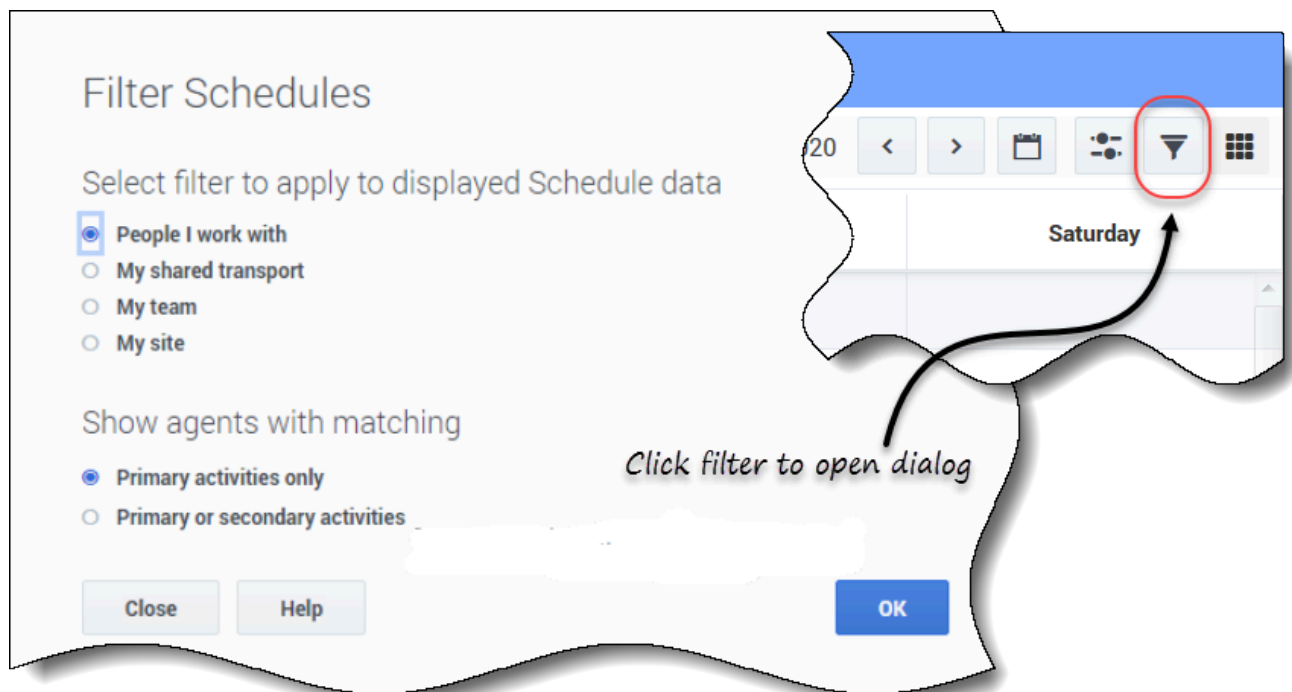 Filter Schedules
Select filter to apply to displayed Schedule data
People I work with
My shared transport
My team
My site
Show agents with matching
Primary activities only
Primary or secondary activities
Close
Help
OK
Click filter to open dialog
Saturday